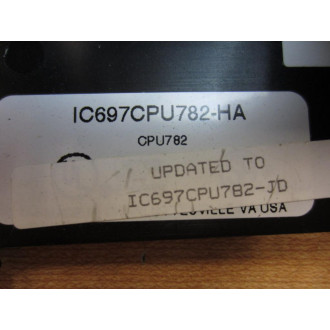 IC697CPU782-HA
CPU782
UPDATED TO
IC697CPU782-JD
VA USA